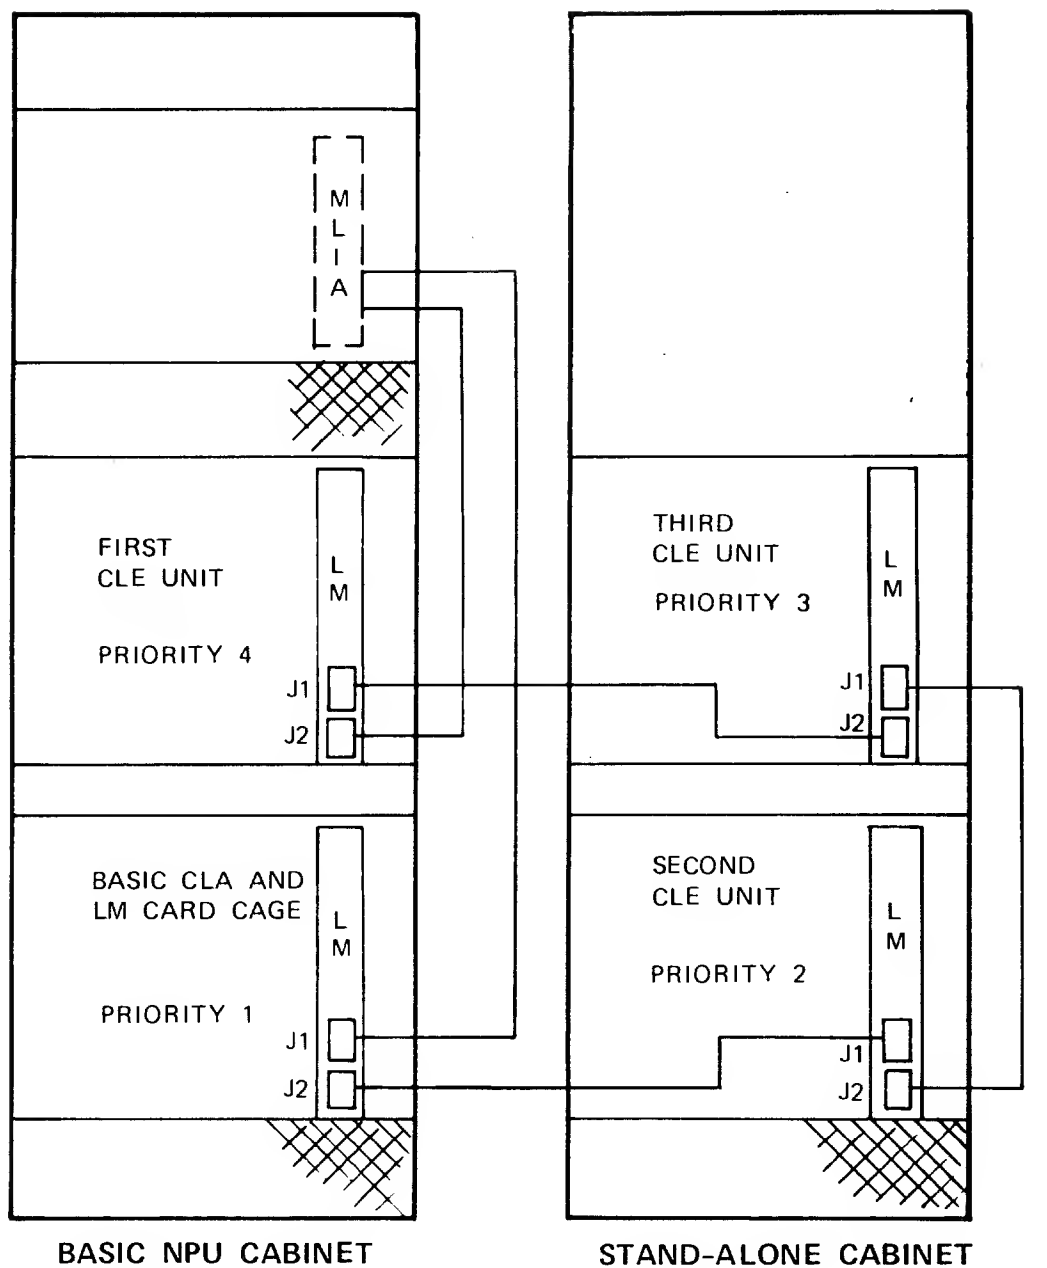 M
L
I
A
FIRST
CLE UNIT
PRIORITY 4
L
M
J1
J2
BASIC CLA AND
LM CARD CAGE
PRIORITY 1
L
M
J1
J2
BASIC NPU CABINET
THIRD
CLE UNIT
PRIORITY 3
L
M
J1
J2
SECOND
CLE UNIT
PRIORITY 2
L
M
J1
J2
STAND-ALONE CABINET